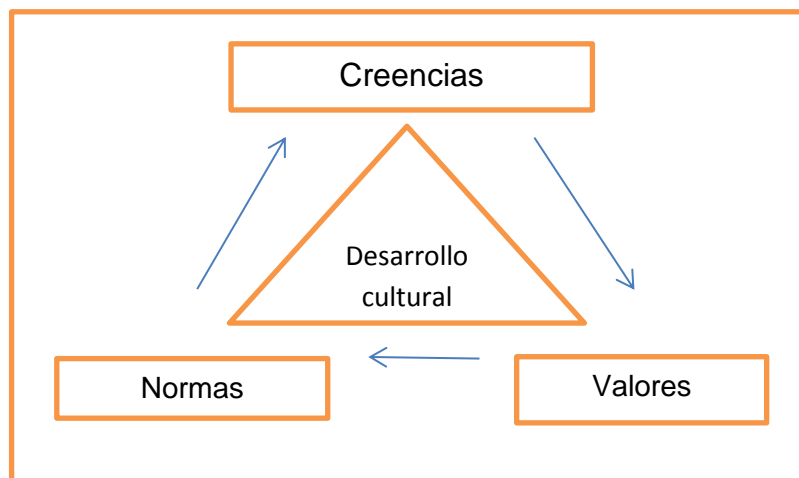 Creencias
Desarrollo
cultural
Normas
Valores